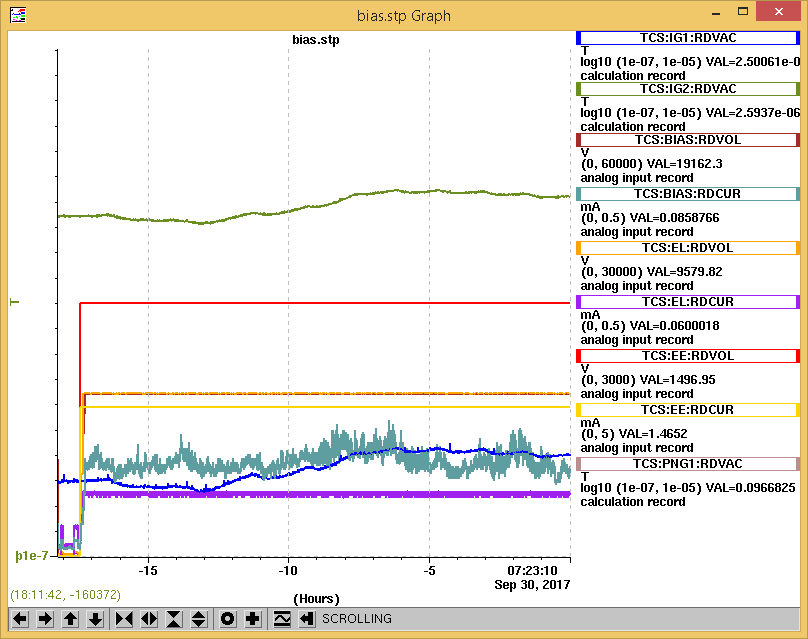 bias.stp Graph
bias.stp
TCS:IG1:RDVAC
T
log10 (1e-07, 1e-05) VAL=2.50061e-0
calculation record
TCS:IG2:RDVAC
T
log10 (1e-07, 1e-05) VAL=2.5937e-06
calculation record
TCS:BIAS:RDVOL
V
(0, 60000) VAL=19162.3
analog input record
TCS:BIAS:RDCUR
mA
(0, 0.5) VAL=0.0858766
analog input record
TCS:EL:RDVOL
V
(0, 30000) VAL=9579.82
analog input record
TCS:EL:RDCUR
mA
(0, 0.5) VAL=0.0600018
analog input record
TCS:EE:RDVOL
V
(0, 3000) VAL=1496.95
analog input record
TCS:EE:RDCUR
mA
(0, 5) VAL=1.4652
analog input record
TCS:PNG1:RDVAC
T
log10 (1e-07, 1e-05) VAL=0.0966825
calculation record
T
1e-7
-15
-10
-5
07:23:10
Sep 30, 2017
(Hours)
(18:11:42, -160372)
SCROLLING